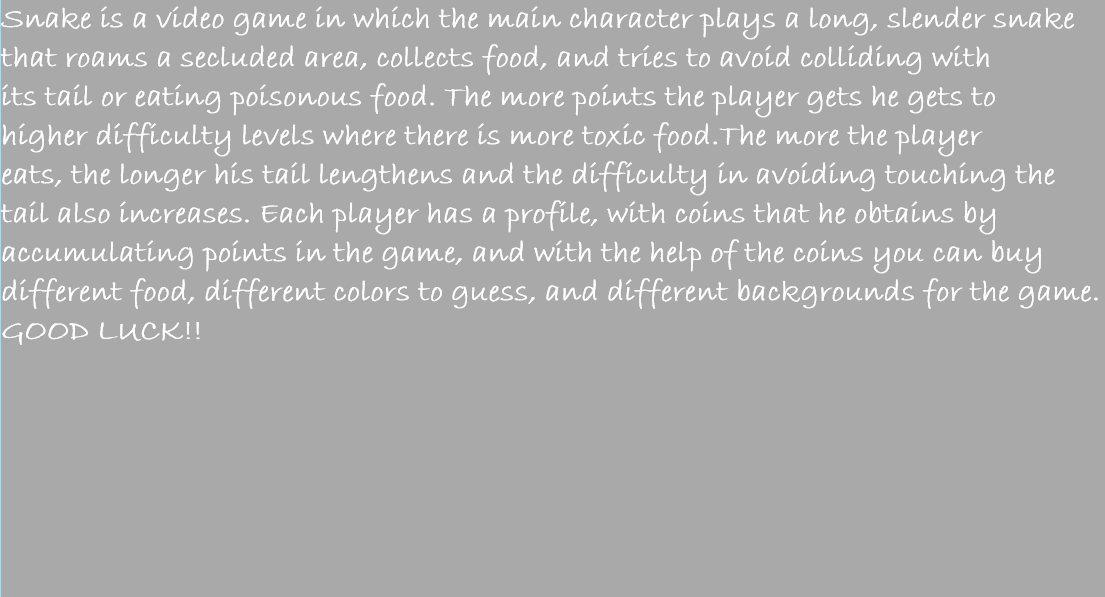 Snake is a video game in which the main character plays a long, slender snake
that roams a secluded area, collects food, and tries to avoid colliding with
its tail or eating poisonous food. The more points the player gets he gets to
higher difficulty levels where there is more toxic food.The more the player
eats, the longer his tail lengthens and the difficulty in avoiding touching the
tail also increases. Each player has a profile, with coins that he obtains by
accumulating points in the game, and with the help of the coins you can buy
different food, different colors to guess, and different backgrounds for the game.
GOOD LUCK!!